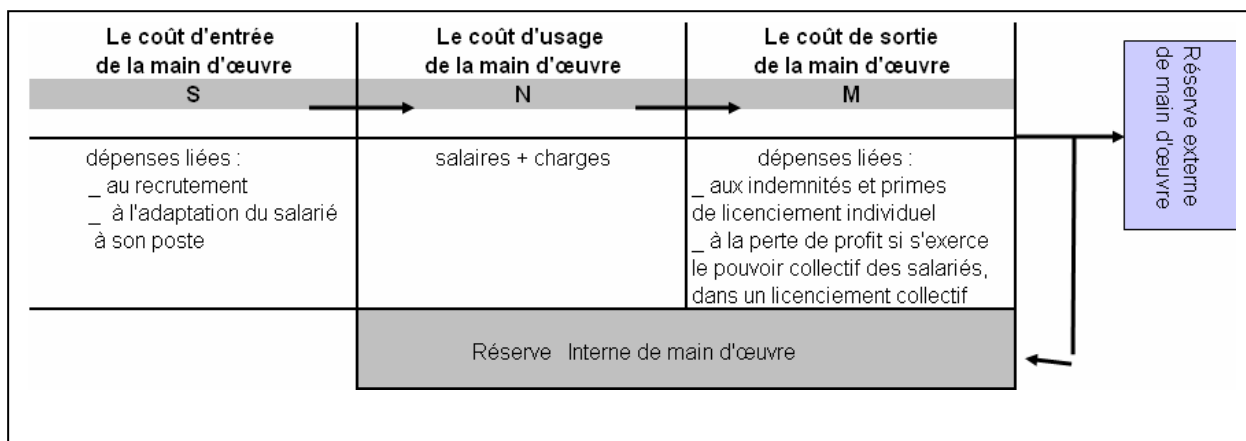 Le coût d'entrée
de la main d'œuvre
S
Le coût d'usage
de la main d'œuvre
N
Le coût de sortie
de la main d'œuvre
M
dépenses liées :
_ au recrutement
_ à l'adaptation du salarié
à son poste
salaires + charges
dépenses liées :
_ aux indemnités et primes
de licenciement individuel
_ à la perte de profit si s'exerce
le pouvoir collectif des salariés,
dans un licenciement collectif
Réserve Interne de main d'œuvre
Réserve externe
de main d'œuvre